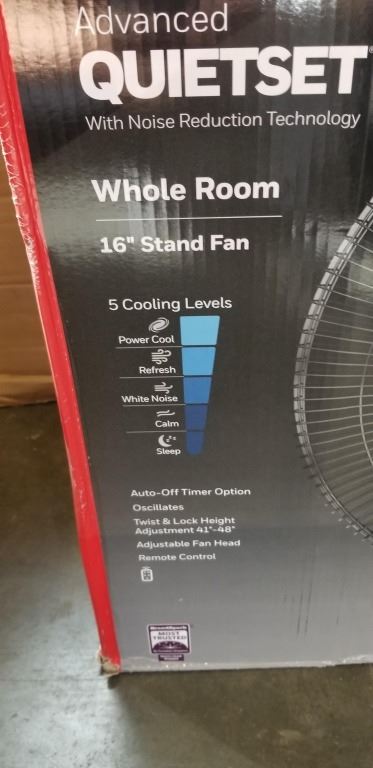 Advanced
QUIETSET
With Noise Reduction Technology
Whole Room
16" Stand Fan
5 Cooling Levels
Power Cool
Refresh
White Noise
Calm
Sleep
Auto-Off Timer Option
Oscillates
Twist & Lock Height
Adjustment 41"-48"
Adjustable Fan Head
Remote Control
BrandSpark
MOST
TRUSTED